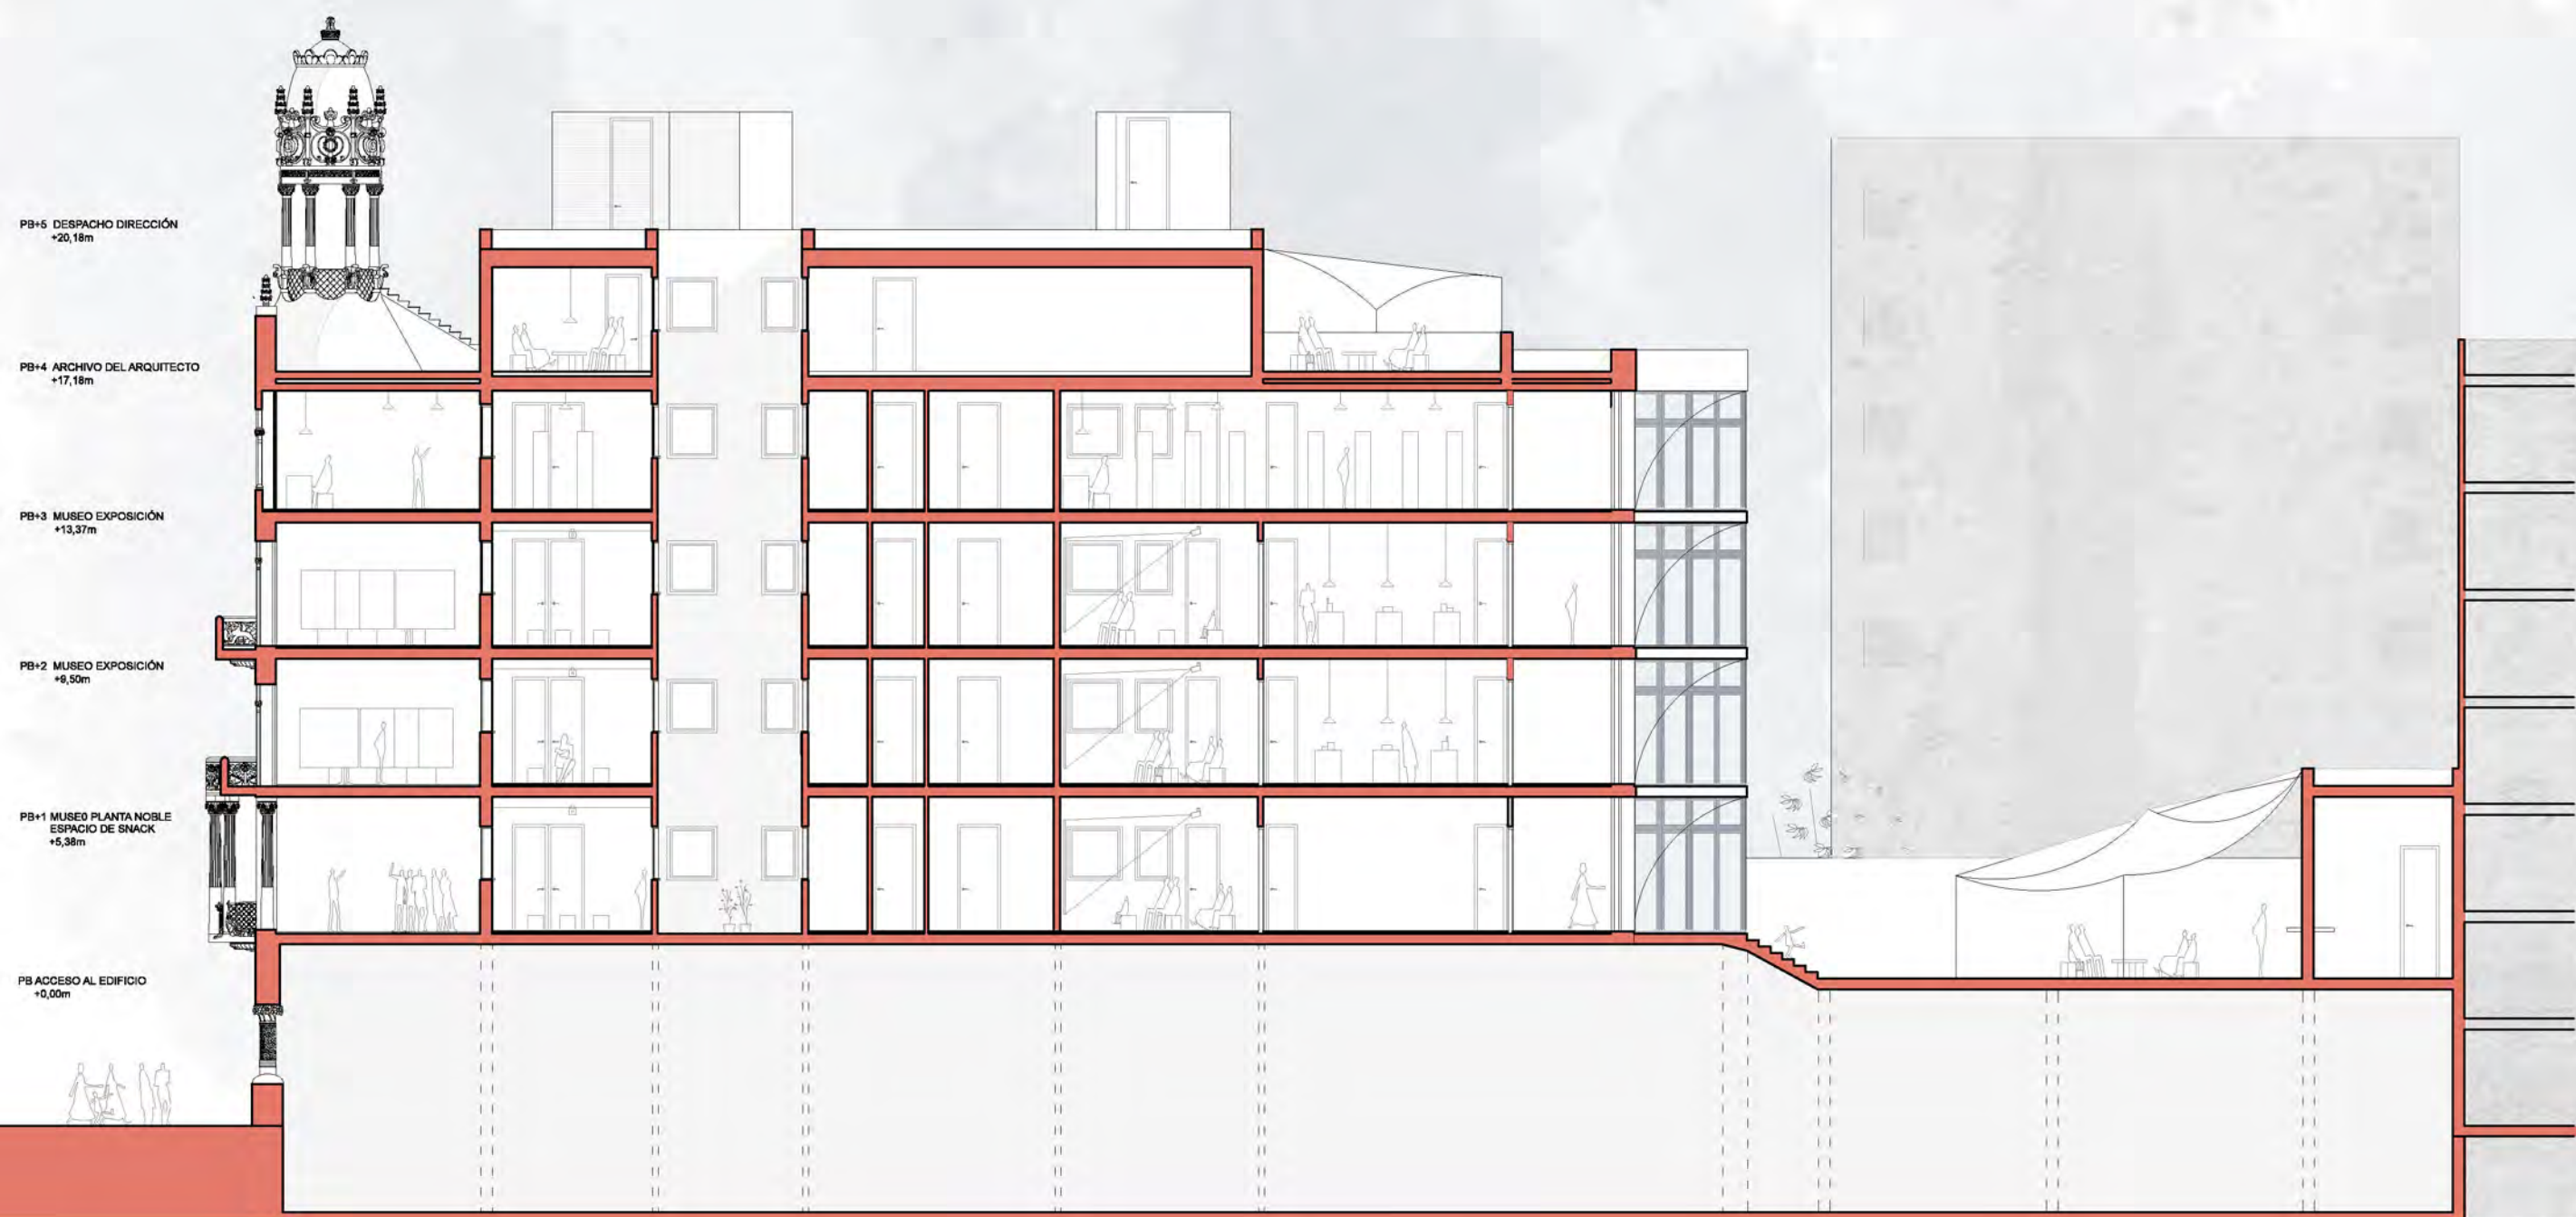 PB+5 DESPACHO DIRECCIÓN
+20,18m
PB+4 ARCHIVO DEL ARQUITECTO
+17,18m
PB+3 MUSEO EXPOSICIÓN
+13,37m
PB+2 MUSEO EXPOSICIÓN
+9,50m
PB+1 MUSE0 PLANTA NOBLE
ESPACIO DE SNACK
+5,38m
PB ACCESO AL EDIFICIO
+0,00m